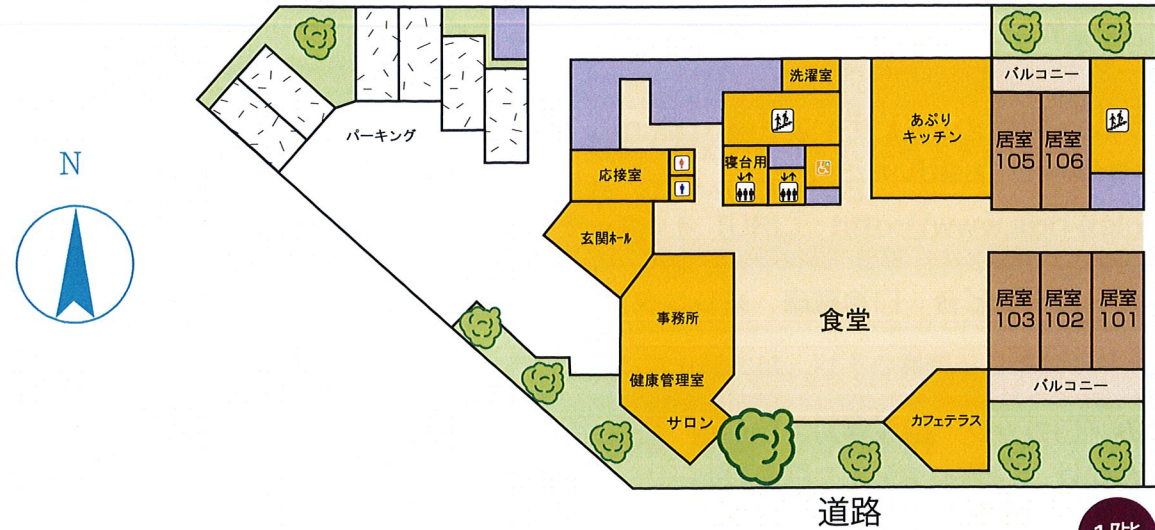 洗濯室
バルコニー
あぷり
キッチン
パーキング
居室
105
居室
106
N
寝台用
応接室
玄関ホール
居室
103
居室
102
居室
101
事務所
食堂
健康管理室
バルコニー
サロン
カフェテラス
道路
1階